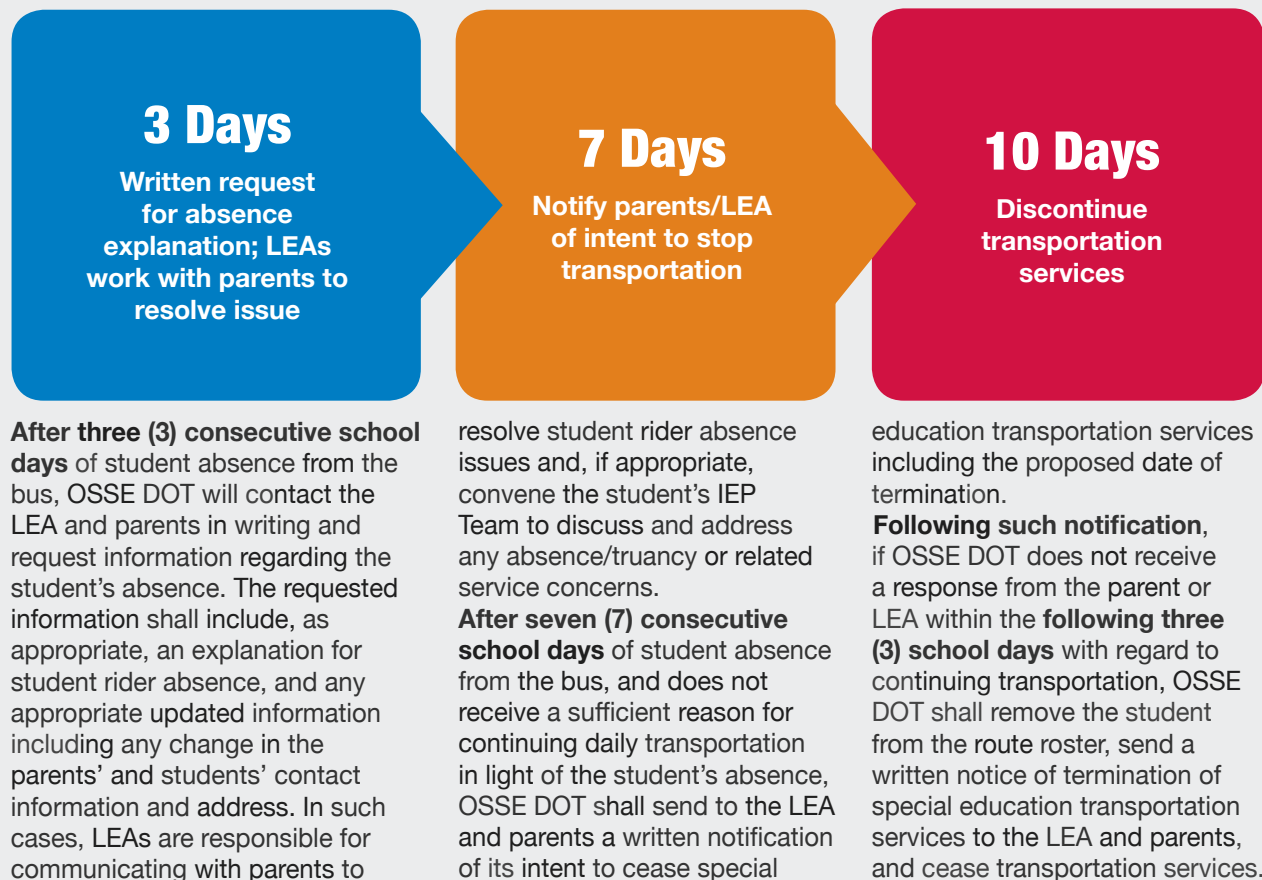 3 Days
Written request
for absence
explanation; LEAs
work with parents to
resolve issue
7 Days
Notify parents/LEA
of intent to stop
transportation
10 Days
Discontinue
transportation
services
After three (3) consecutive school
days of student absence from the
bus, OSSE DOT will contact the
LEA and parents in writing and
request information regarding the
student’s absence. The requested
information shall include, as
appropriate, an explanation for
student rider absence, and any
appropriate updated information
including any change in the
parents’ and students’ contact
information and address. In such
cases, LEAs are responsible for
communicating with parents to
resolve student rider absence
issues and, if appropriate,
convene the student’s IEP
Team to discuss and address
any absence/truancy or related
service concerns.
After seven (7) consecutive
school days of student absence
from the bus, and does not
receive a sufficient reason for
continuing daily transportation
in light of the student’s absence,
OSSE DOT shall send to the LEA
and parents a written notification
of its intent to cease special
education transportation services
including the proposed date of
termination.
Following such notification,
if OSSE DOT does not receive
a response from the parent or
LEA within the following three
(3) school days with regard to
continuing transportation, OSSE
DOT shall remove the student
from the route roster, send a
written notice of termination of
special education transportation
services to the LEA and parents,
and cease transportation services.